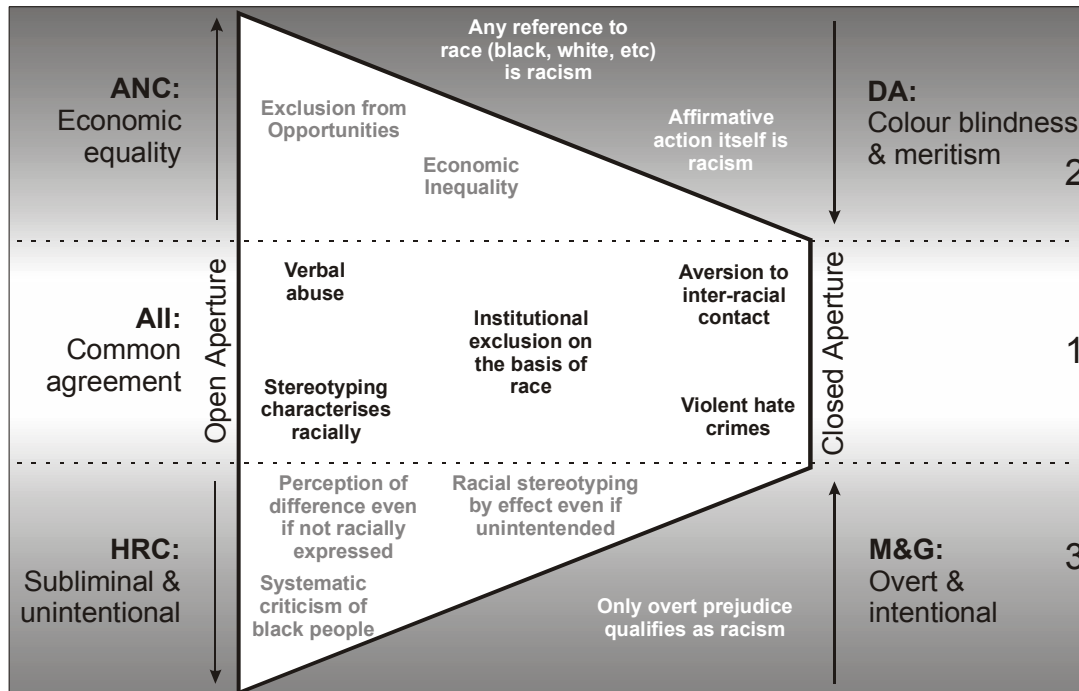 Any reference to
race (black, white, etc)
is racism
ANC:
Economic
equality
Exclusion from
Opportunities
Economic
Inequality
Affirmative
action itself is
racism
DA:
Colour blindness
& meritism
2
All:
Common
agreement
Open Aperture
Verbal
abuse
Stereotyping
characterises
racially
Institutional
exclusion on
the basis of
race
Aversion to
inter-racial
contact
Violent hate
crimes
Closed Aperture
1
HRC:
Subliminal &
unintentional
Perception of
difference even
if not racially
expressed
Racial stereotyping
by effect even if
unintended
Systematic
criticism of
black people
Only overt prejudice
qualifies as racism
M&G:
Overt &
intentional
3